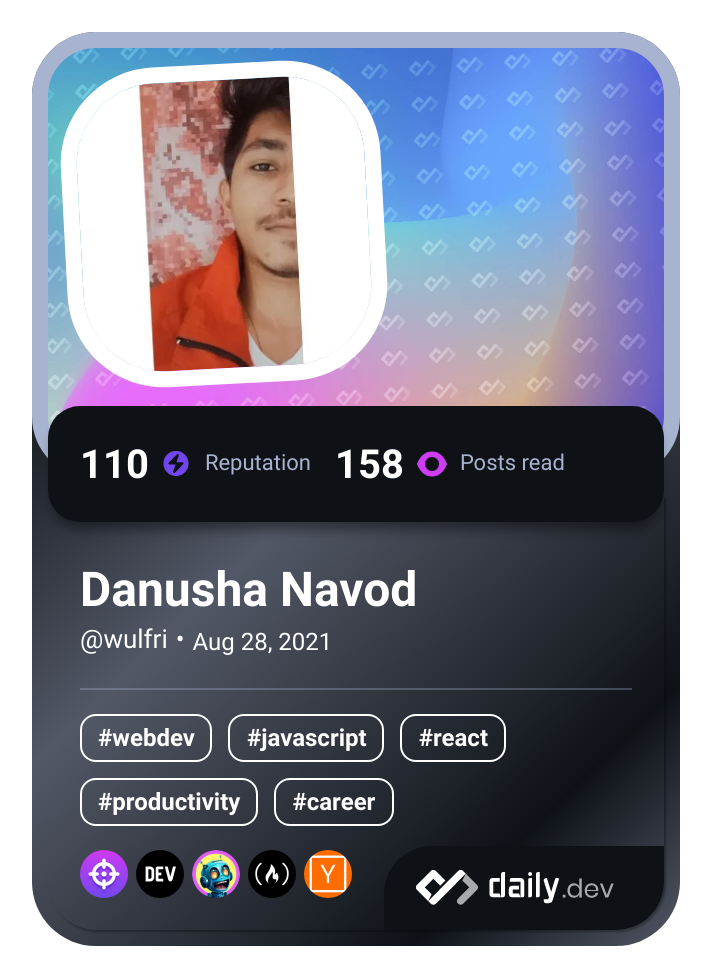 110 Reputation 158 Posts read
Danusha Navod
@wulfri • Aug 28, 2021
#webdev #javascript #react
#productivity #career
DEV Y daily.dev